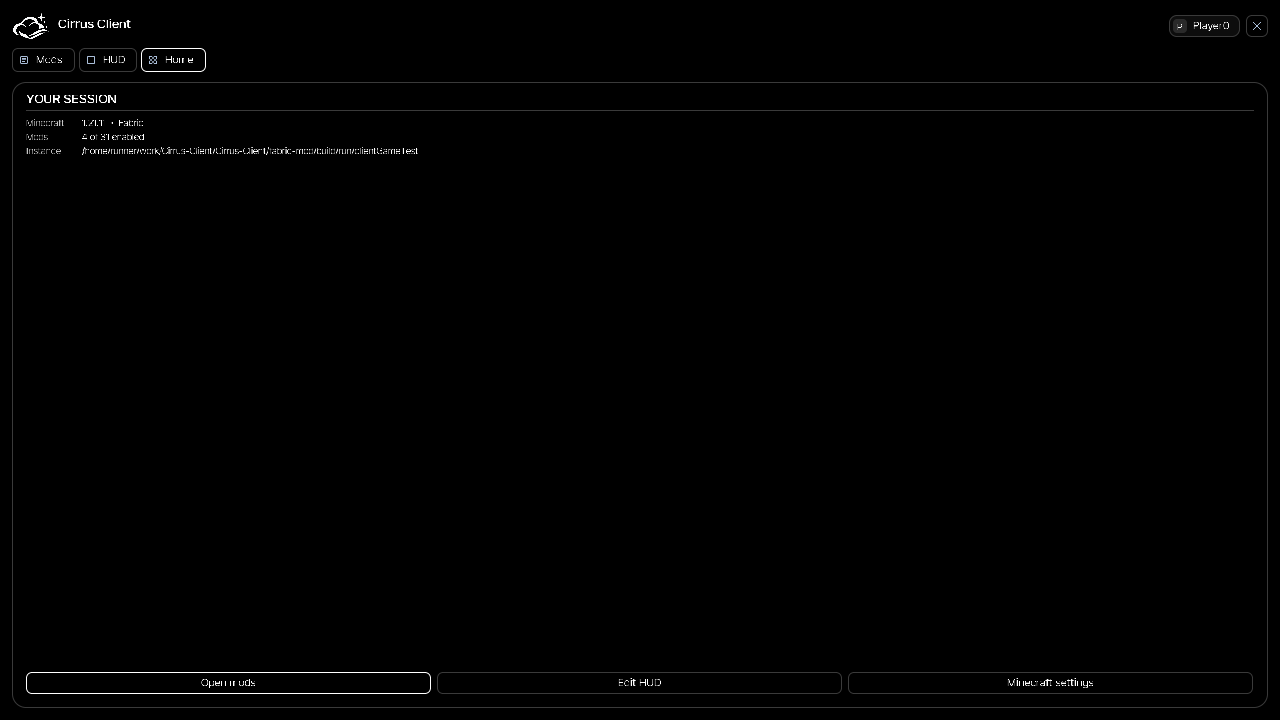 Cirrus Client
P Player0
Mods HUD Home
YOUR SESSION
Minecraft 1.21.11 • Fabric
Mods 4 of 31 enabled
Instance /home/runner/work/Cirrus-Client/Cirrus-Client/fabric-mod/build/run/clientGameTest
Open mods Edit HUD Minecraft settings